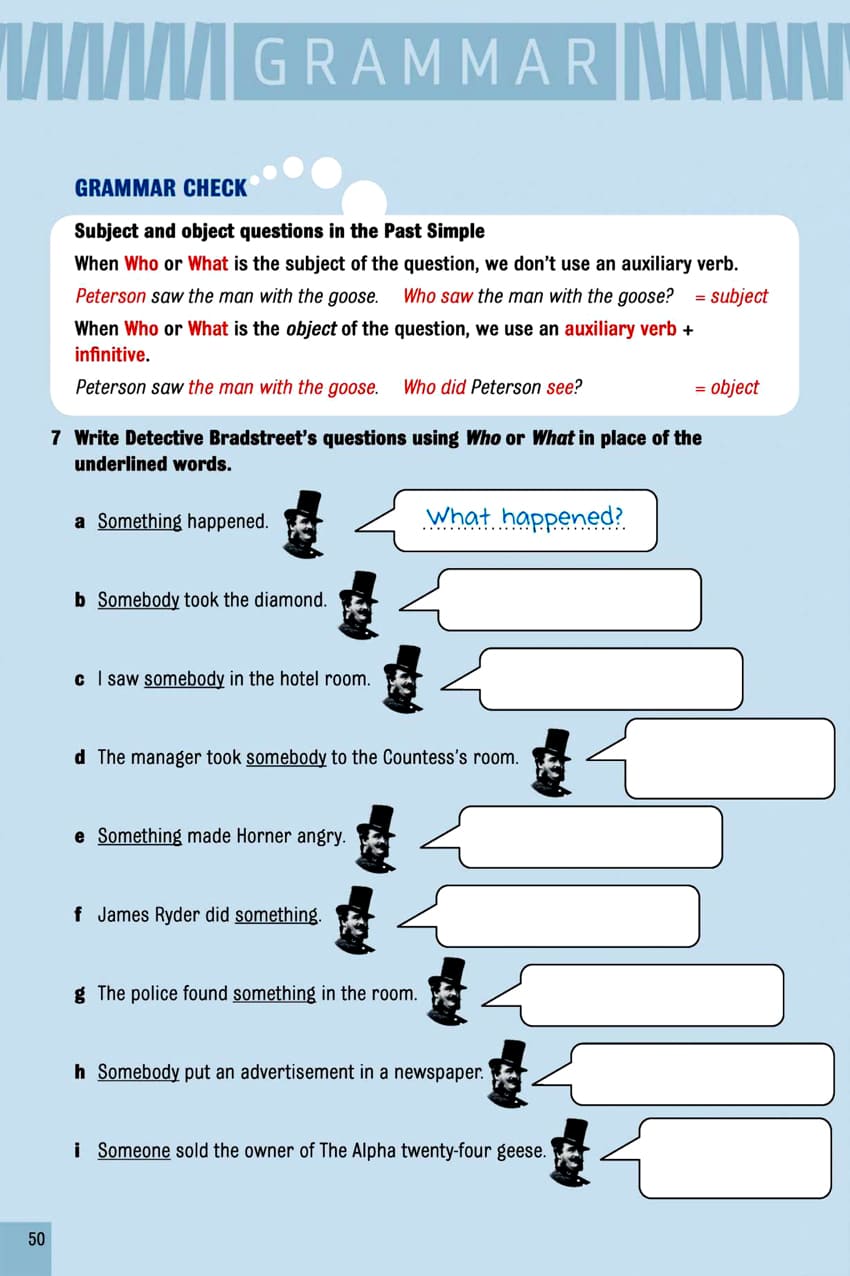 GRAMMAR
GRAMMAR CHECK
Subject and object questions in the Past Simple
When Who or What is the subject of the question, we don't use an auxiliary verb.
Peterson saw the man with the goose. Who saw the man with the goose? = subject
When Who or What is the object of the question, we use an auxiliary verb +
infinitive.
Peterson saw the man with the goose. Who did Peterson see? = object
7 Write Detective Bradstreet's questions using Who or What in place of the
underlined words.
a Something happened. What happened?
b Somebody took the diamond.
c I saw somebody in the hotel room.
d The manager took somebody to the Countess's room.
e Something made Horner angry.
f James Ryder did something.
g The police found something in the room.
h Somebody put an advertisement in a newspaper.
i Someone sold the owner of The Alpha twenty-four geese.
50